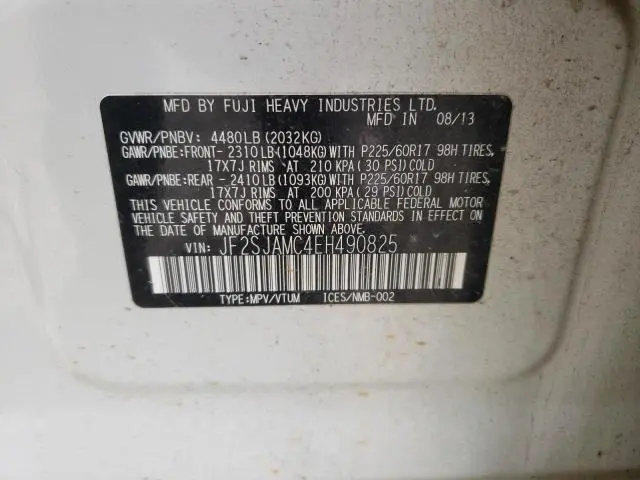 MFD BY FUJI HEAVY INDUSTRIES LTD.
MFD IN 08/13
GVWR/PNBV: 4480LB(2032KG)
GAWR/PNBE:FRONT-2310LB(1048KG)WITH P225/60R17 98H TIRES,
17X7J RIMS AT 210 KPA(30 PSI)COLD
GAWR/PNBE:REAR -2410LB(1093KG)WITH P225/60R17 98H TIRES,
17X7J RIMS AT 200 KPA(29 PSI)COLD
THIS VEHICLE CONFORMS TO ALL APPLICABLE FEDERAL MOTOR
VEHICLE SAFETY AND THEFT PREVENTION STANDARDS IN EFFECT ON
THE DATE OF MANUFACTURE SHOWN ABOVE.
VIN: JF2SJAMC4EH490825
TYPE:MPV/VTUM ICES/NMB-002